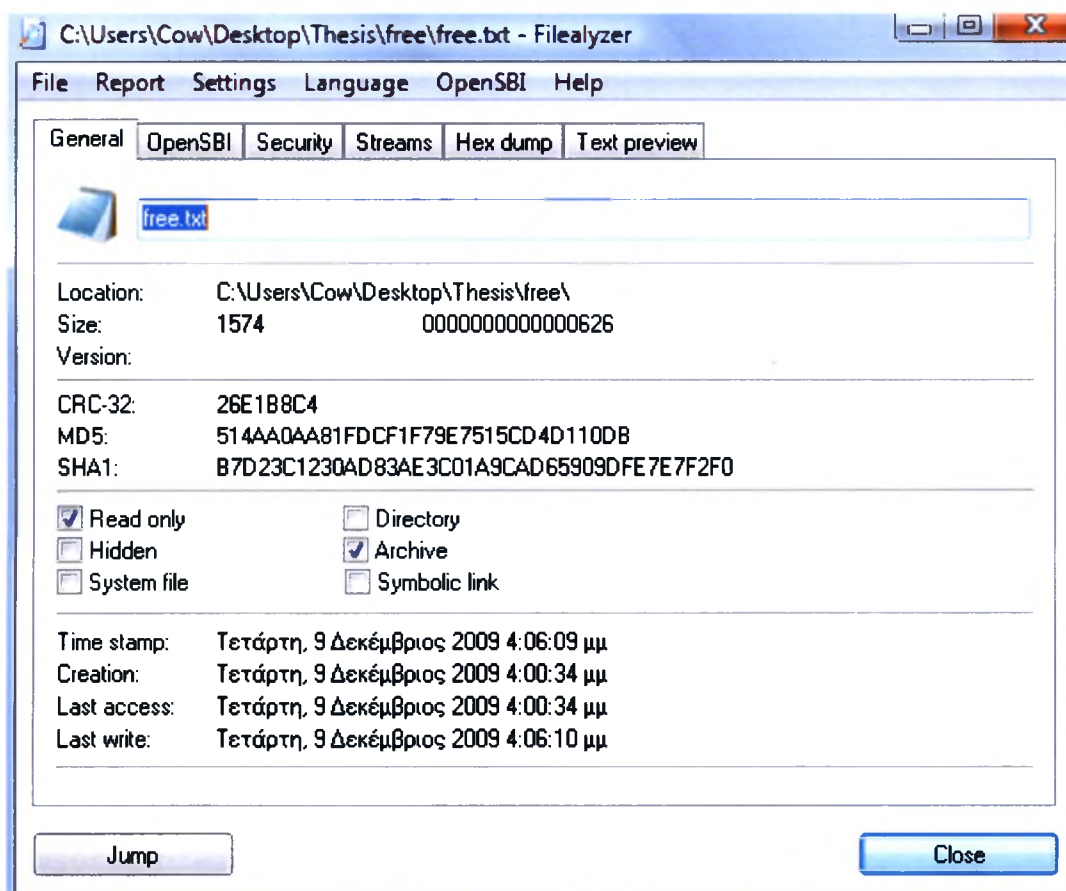 C:\Users\Cow\Desktop\Thesis\free\free.txt - Filealyzer
File Report Settings Language OpenSBI Help
General OpenSBI Security Streams Hex dump Text preview
free.txt
Location: C:\Users\Cow\Desktop\Thesis\free\
Size: 1574 0000000000000626
Version:
CRC-32: 26E1B8C4
MD5: 514AA0AA81FDCF1F79E7515CD4D110DB
SHA1: B7D23C1230AD83AE3C01A9CAD65909DFE7E7F2F0
Read only Directory
Hidden Archive
System file Symbolic link
Time stamp: Τετάρτη, 9 Δεκέμβριος 2009 4:06:09 μμ
Creation: Τετάρτη, 9 Δεκέμβριος 2009 4:00:34 μμ
Last access: Τετάρτη, 9 Δεκέμβριος 2009 4:00:34 μμ
Last write: Τετάρτη, 9 Δεκέμβριος 2009 4:06:10 μμ
Jump Close